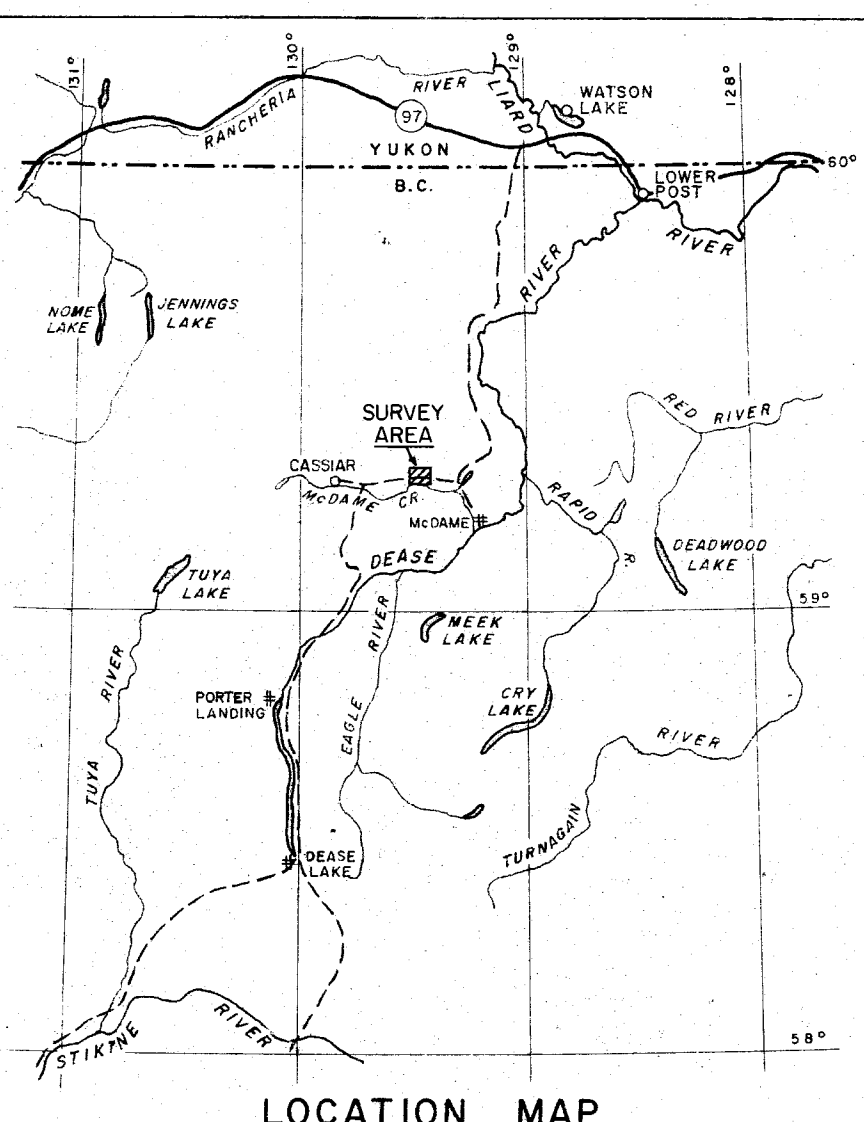 131°
130°
129°
128°
RANCHERIA
RIVER
LIARD
WATSON
LAKE
97
YUKON
60°
B.C.
LOWER
POST
RIVER
RIVER
NOME
LAKE
JENNINGS
LAKE
SURVEY
AREA
RED RIVER
CASSIAR
McDAME
CR.
McDAME
RAPID
R.
DEASE
DEADWOOD
LAKE
TUYA
LAKE
59°
MEEK
LAKE
RIVER
RIVER
PORTER
LANDING
CRY
LAKE
EAGLE
RIVER
TUYA
TURNAGAIN
DEASE
LAKE
RIVER
STIKINE
58°
LOCATION MAP